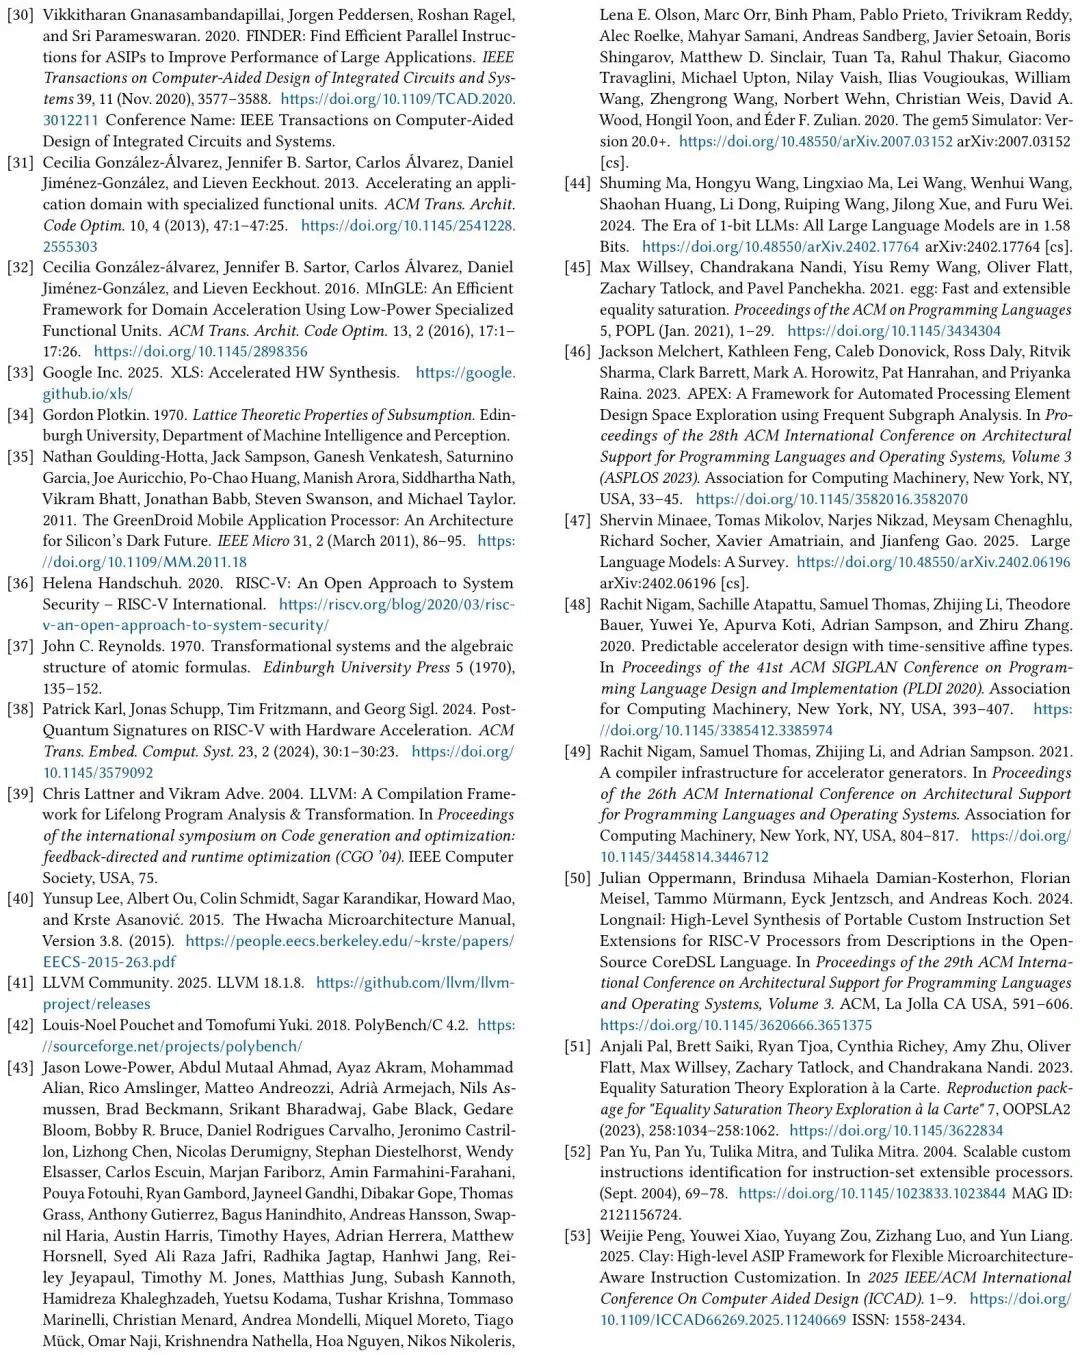 [30] Vikkitharan Gnanasambandapillai, Jorgen Peddersen, Roshan Ragel,
and Sri Parameswaran. 2020. FINDER: Find Efficient Parallel Instruc-
tions for ASIPs to Improve Performance of Large Applications. IEEE
Transactions on Computer-Aided Design of Integrated Circuits and Sys-
tems 39, 11 (Nov. 2020), 3577–3588. https://doi.org/10.1109/TCAD.2020.
3012211 Conference Name: IEEE Transactions on Computer-Aided
Design of Integrated Circuits and Systems.
[31] Cecilia González-Álvarez, Jennifer B. Sartor, Carlos Álvarez, Daniel
Jiménez-González, and Lieven Eeckhout. 2013. Accelerating an appli-
cation domain with specialized functional units. ACM Trans. Archit.
Code Optim. 10, 4 (2013), 47:1–47:25. https://doi.org/10.1145/2541228.
2555303
[32] Cecilia González-álvarez, Jennifer B. Sartor, Carlos Álvarez, Daniel
Jiménez-González, and Lieven Eeckhout. 2016. MInGLE: An Efficient
Framework for Domain Acceleration Using Low-Power Specialized
Functional Units. ACM Trans. Archit. Code Optim. 13, 2 (2016), 17:1–
17:26. https://doi.org/10.1145/2898356
[33] Google Inc. 2025. XLS: Accelerated HW Synthesis. https://google.
github.io/xls/
[34] Gordon Plotkin. 1970. Lattice Theoretic Properties of Subsumption. Edin-
burgh University, Department of Machine Intelligence and Perception.
[35] Nathan Goulding-Hotta, Jack Sampson, Ganesh Venkatesh, Saturnino
Garcia, Joe Auricchio, Po-Chao Huang, Manish Arora, Siddhartha Nath,
Vikram Bhatt, Jonathan Babb, Steven Swanson, and Michael Taylor.
2011. The GreenDroid Mobile Application Processor: An Architecture
for Silicon's Dark Future. IEEE Micro 31, 2 (March 2011), 86–95. https:
//doi.org/10.1109/MM.2011.18
[36] Helena Handschuh. 2020. RISC-V: An Open Approach to System
Security – RISC-V International. https://riscv.org/blog/2020/03/risc-
v-an-open-approach-to-system-security/
[37] John C. Reynolds. 1970. Transformational systems and the algebraic
structure of atomic formulas. Edinburgh University Press 5 (1970),
135–152.
[38] Patrick Karl, Jonas Schupp, Tim Fritzmann, and Georg Sigl. 2024. Post-
Quantum Signatures on RISC-V with Hardware Acceleration. ACM
Trans. Embed. Comput. Syst. 23, 2 (2024), 30:1–30:23. https://doi.org/
10.1145/3579092
[39] Chris Lattner and Vikram Adve. 2004. LLVM: A Compilation Frame-
work for Lifelong Program Analysis & Transformation. In Proceedings
of the international symposium on Code generation and optimization:
feedback-directed and runtime optimization (CGO '04). IEEE Computer
Society, USA, 75.
[40] Yunsup Lee, Albert Ou, Colin Schmidt, Sagar Karandikar, Howard Mao,
and Krste Asanović. 2015. The Hwacha Microarchitecture Manual,
Version 3.8. (2015). https://people.eecs.berkeley.edu/~krste/papers/
EECS-2015-263.pdf
[41] LLVM Community. 2025. LLVM 18.1.8. https://github.com/llvm/llvm-
project/releases
[42] Louis-Noel Pouchet and Tomofumi Yuki. 2018. PolyBench/C 4.2. https:
//sourceforge.net/projects/polybench/
[43] Jason Lowe-Power, Abdul Mutaal Ahmad, Ayaz Akram, Mohammad
Alian, Rico Amslinger, Matteo Andreozzi, Adrià Armejach, Nils As-
mussen, Brad Beckmann, Srikant Bharadwaj, Gabe Black, Gedare
Bloom, Bobby R. Bruce, Daniel Rodrigues Carvalho, Jeronimo Castril-
lon, Lizhong Chen, Nicolas Derumigny, Stephan Diestelhorst, Wendy
Elsasser, Carlos Escuin, Marjan Fariborz, Amin Farmahini-Farahani,
Pouya Fotouhi, Ryan Gambord, Jayneel Gandhi, Dibakar Gope, Thomas
Grass, Anthony Gutierrez, Bagus Hanindhito, Andreas Hansson, Swap-
nil Haria, Austin Harris, Timothy Hayes, Adrian Herrera, Matthew
Horsnell, Syed Ali Raza Jafri, Radhika Jagtap, Hanhwi Jang, Rei-
ley Jeyapaul, Timothy M. Jones, Matthias Jung, Subash Kannoth,
Hamidreza Khaleghzadeh, Yuetsu Kodama, Tushar Krishna, Tommaso
Marinelli, Christian Menard, Andrea Mondelli, Miquel Moreto, Tiago
Mück, Omar Naji, Krishnendra Nathella, Hoa Nguyen, Nikos Nikoleris,
Lena E. Olson, Marc Orr, Binh Pham, Pablo Prieto, Trivikram Reddy,
Alec Roelke, Mahyar Samani, Andreas Sandberg, Javier Setoain, Boris
Shingarov, Matthew D. Sinclair, Tuan Ta, Rahul Thakur, Giacomo
Travaglini, Michael Upton, Nilay Vaish, Ilias Vougioukas, William
Wang, Zhengrong Wang, Norbert Wehn, Christian Weis, David A.
Wood, Hongil Yoon, and Éder F. Zulian. 2020. The gem5 Simulator: Ver-
sion 20.0+. https://doi.org/10.48550/arXiv.2007.03152 arXiv:2007.03152
[cs].
[44] Shuming Ma, Hongyu Wang, Lingxiao Ma, Lei Wang, Wenhui Wang,
Shaohan Huang, Li Dong, Ruiping Wang, Jilong Xue, and Furu Wei.
2024. The Era of 1-bit LLMs: All Large Language Models are in 1.58
Bits. https://doi.org/10.48550/arXiv.2402.17764 arXiv:2402.17764 [cs].
[45] Max Willsey, Chandrakana Nandi, Yisu Remy Wang, Oliver Flatt,
Zachary Tatlock, and Pavel Panchekha. 2021. egg: Fast and extensible
equality saturation. Proceedings of the ACM on Programming Languages
5, POPL (Jan. 2021), 1–29. https://doi.org/10.1145/3434304
[46] Jackson Melchert, Kathleen Feng, Caleb Donovick, Ross Daly, Ritvik
Sharma, Clark Barrett, Mark A. Horowitz, Pat Hanrahan, and Priyanka
Raina. 2023. APEX: A Framework for Automated Processing Element
Design Space Exploration using Frequent Subgraph Analysis. In Pro-
ceedings of the 28th ACM International Conference on Architectural
Support for Programming Languages and Operating Systems, Volume 3
(ASPLOS 2023). Association for Computing Machinery, New York, NY,
USA, 33–45. https://doi.org/10.1145/3582016.3582070
[47] Shervin Minaee, Tomas Mikolov, Narjes Nikzad, Meysam Chenaghlu,
Richard Socher, Xavier Amatriain, and Jianfeng Gao. 2025. Large
Language Models: A Survey. https://doi.org/10.48550/arXiv.2402.06196
arXiv:2402.06196 [cs].
[48] Rachit Nigam, Sachille Atapattu, Samuel Thomas, Zhijing Li, Theodore
Bauer, Yuwei Ye, Apurva Koti, Adrian Sampson, and Zhiru Zhang.
2020. Predictable accelerator design with time-sensitive affine types.
In Proceedings of the 41st ACM SIGPLAN Conference on Program-
ming Language Design and Implementation (PLDI 2020). Association
for Computing Machinery, New York, NY, USA, 393–407. https:
//doi.org/10.1145/3385412.3385974
[49] Rachit Nigam, Samuel Thomas, Zhijing Li, and Adrian Sampson. 2021.
A compiler infrastructure for accelerator generators. In Proceedings
of the 26th ACM International Conference on Architectural Support
for Programming Languages and Operating Systems. Association for
Computing Machinery, New York, NY, USA, 804–817. https://doi.org/
10.1145/3445814.3446712
[50] Julian Oppermann, Brindusa Mihaela Damian-Kosterhon, Florian
Meisel, Tammo Mürmann, Eyck Jentzsch, and Andreas Koch. 2024.
Longnail: High-Level Synthesis of Portable Custom Instruction Set
Extensions for RISC-V Processors from Descriptions in the Open-
Source CoreDSL Language. In Proceedings of the 29th ACM Interna-
tional Conference on Architectural Support for Programming Languages
and Operating Systems, Volume 3. ACM, La Jolla CA USA, 591–606.
https://doi.org/10.1145/3620666.3651375
[51] Anjali Pal, Brett Saiki, Ryan Tjoa, Cynthia Richey, Amy Zhu, Oliver
Flatt, Max Willsey, Zachary Tatlock, and Chandrakana Nandi. 2023.
Equality Saturation Theory Exploration à la Carte. Reproduction pack-
age for "Equality Saturation Theory Exploration à la Carte" 7, OOPSLA2
(2023), 258:1034–258:1062. https://doi.org/10.1145/3622834
[52] Pan Yu, Pan Yu, Tulika Mitra, and Tulika Mitra. 2004. Scalable custom
instructions identification for instruction-set extensible processors.
(Sept. 2004), 69–78. https://doi.org/10.1145/1023833.1023844 MAG ID:
2121156724.
[53] Weijie Peng, Youwei Xiao, Yuyang Zou, Zizhang Luo, and Yun Liang.
2025. Clay: High-level ASIP Framework for Flexible Microarchitecture-
Aware Instruction Customization. In 2025 IEEE/ACM International
Conference On Computer Aided Design (ICCAD). 1–9. https://doi.org/
10.1109/ICCAD66269.2025.11240669 ISSN: 1558-2434.